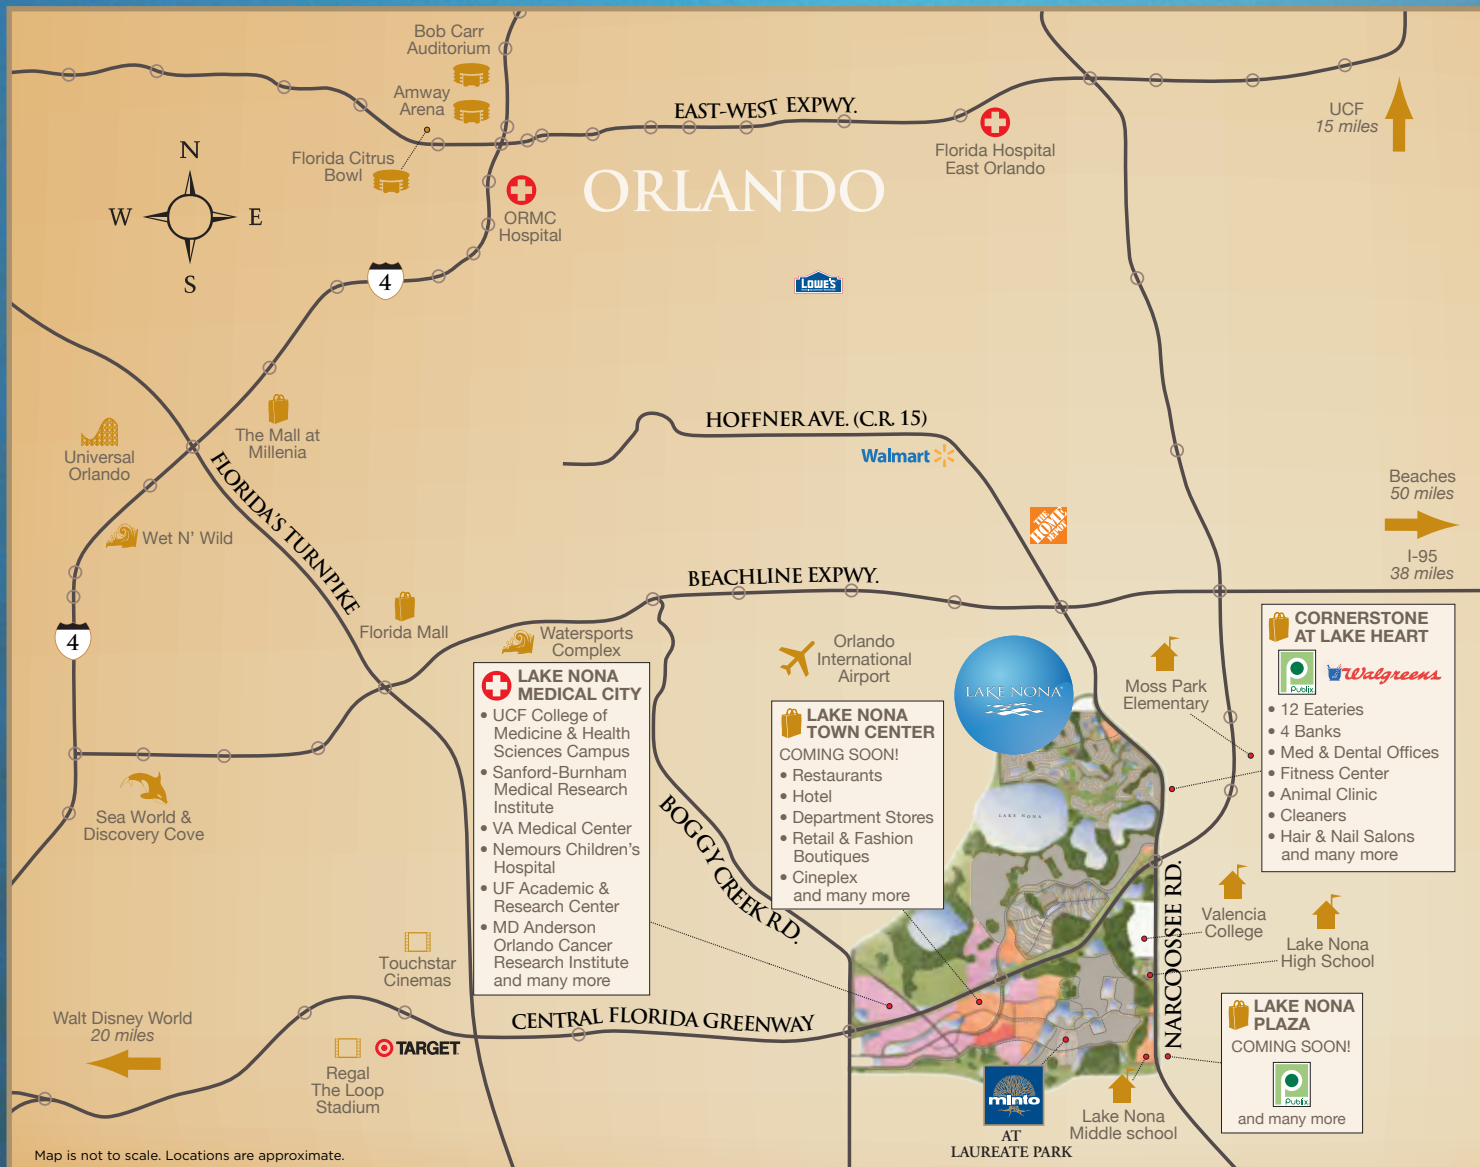 Bob Carr
Auditorium
Amway
Arena
EAST-WEST EXPWY.
UCF
15 miles
Florida Citrus
Bowl
Florida Hospital
East Orlando
N
W
E
S
ORLANDO
ORMC
Hospital
4
LOWE'S
HOFFNER AVE. (C.R. 15)
Walmart
The Mall at
Millenia
Universal
Orlando
FLORIDA'S TURNPIKE
Wet N' Wild
THE
HOME
DEPOT
Beaches
50 miles
I-95
38 miles
BEACHLINE EXPWY.
4
Florida Mall
Watersports
Complex
Orlando
International
Airport
LAKE NONA®
Moss Park
Elementary
CORNERSTONE
AT LAKE HEART
Publix
Walgreens
• 12 Eateries
• 4 Banks
• Med & Dental Offices
• Fitness Center
• Animal Clinic
• Cleaners
• Hair & Nail Salons
and many more
LAKE NONA
MEDICAL CITY
• UCF College of
Medicine & Health
Sciences Campus
• Sanford-Burnham
Medical Research
Institute
• VA Medical Center
• Nemours Children's
Hospital
• UF Academic &
Research Center
• MD Anderson
Orlando Cancer
Research Institute
and many more
LAKE NONA
TOWN CENTER
COMING SOON!
• Restaurants
• Hotel
• Department Stores
• Retail & Fashion
Boutiques
• Cineplex
and many more
LAKE NONA
Sea World &
Discovery Cove
BOGGY CREEK RD.
NARCOOSSEE RD.
Valencia
College
Lake Nona
High School
Touchstar
Cinemas
Walt Disney World
20 miles
CENTRAL FLORIDA GREENWAY
TARGET
Regal
The Loop
Stadium
LAKE NONA
PLAZA
COMING SOON!
Publix
and many more
minto
AT
LAUREATE PARK
Lake Nona
Middle school
Map is not to scale. Locations are approximate.